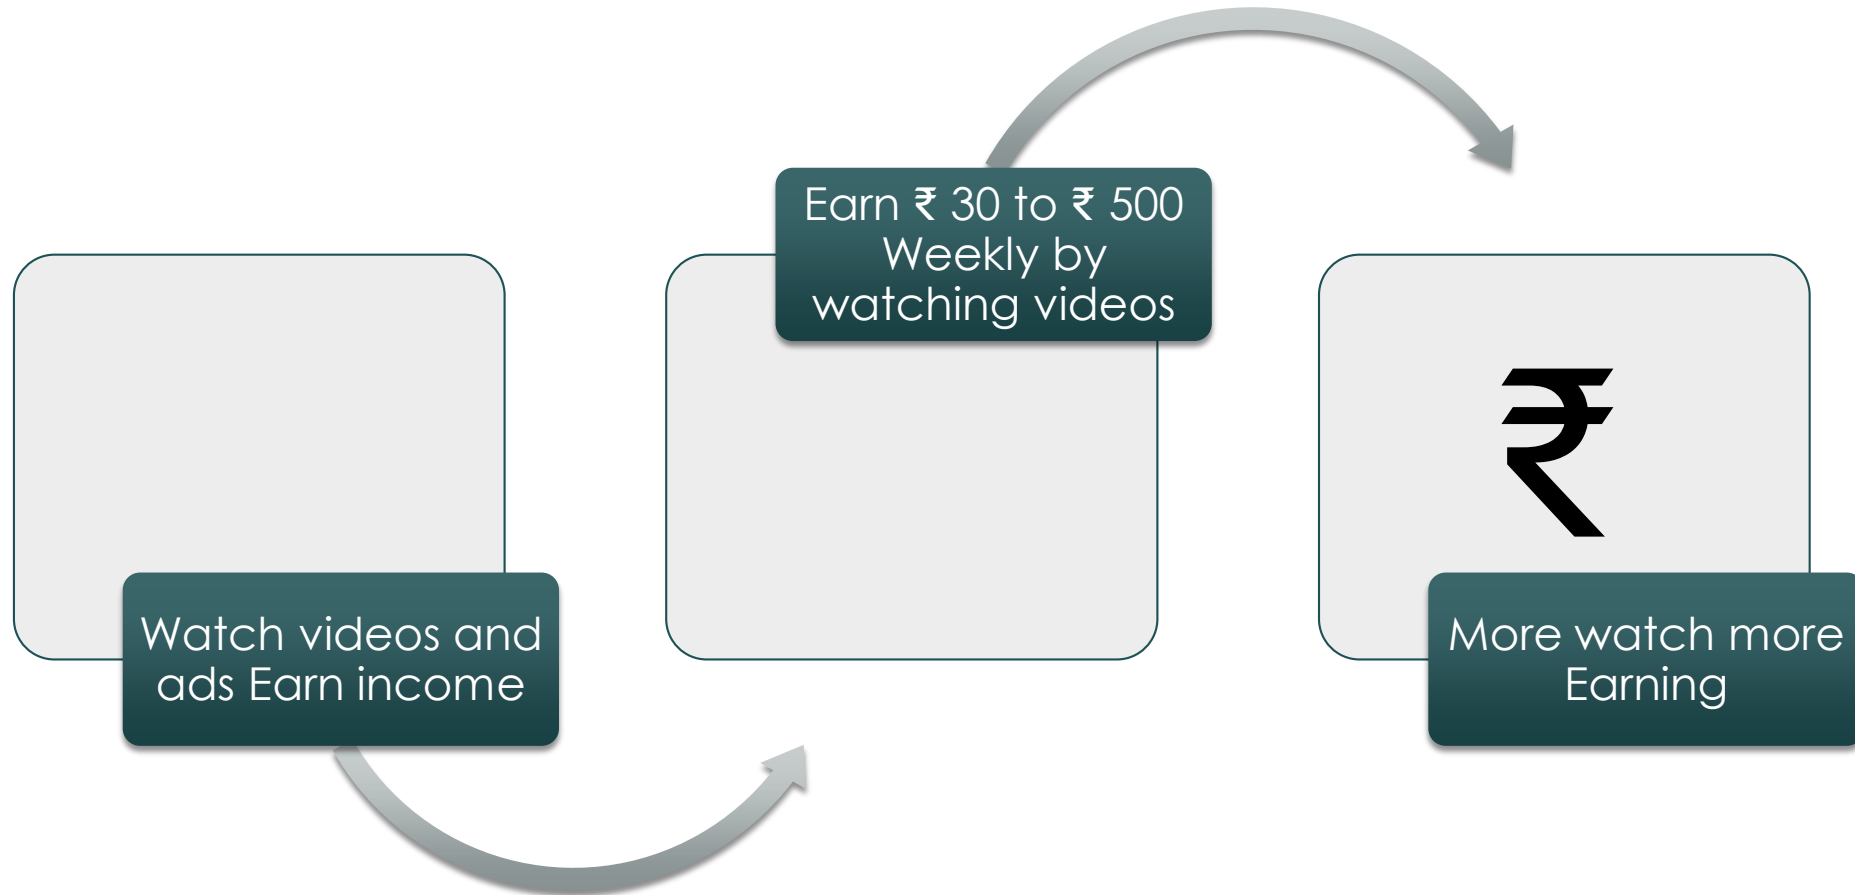 Watch videos and
ads Earn income
Earn ₹ 30 to ₹ 500
Weekly by
watching videos
₹
More watch more
Earning